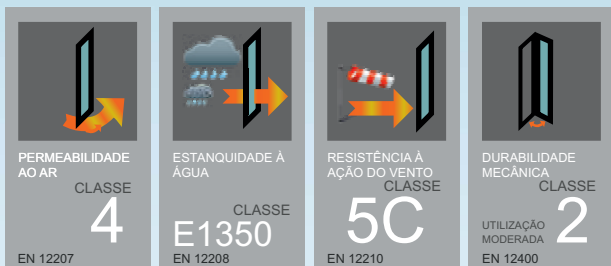 PERMEABILIDADE
AO AR
CLASSE
4
EN 12207
ESTANQUIDADE À
ÁGUA
CLASSE
E1350
EN 12208
RESISTÊNCIA À
AÇÃO DO VENTO
CLASSE
5C
EN 12210
DURABILIDADE
MECÂNICA
CLASSE
UTILIZAÇÃO
MODERADA
2
EN 12400